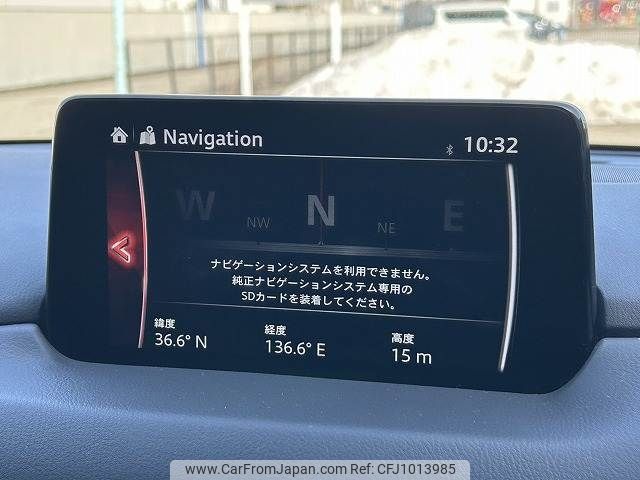 Navigation
10:32
W
NW
N
NE
E
ナビゲーションシステムを利用できません。
純正ナビゲーションシステム専用の
SDカードを装着してください。
緯度
36.6° N
経度
136.6° E
高度
15 m
www.CarFromJapan.com | CFJ1013985